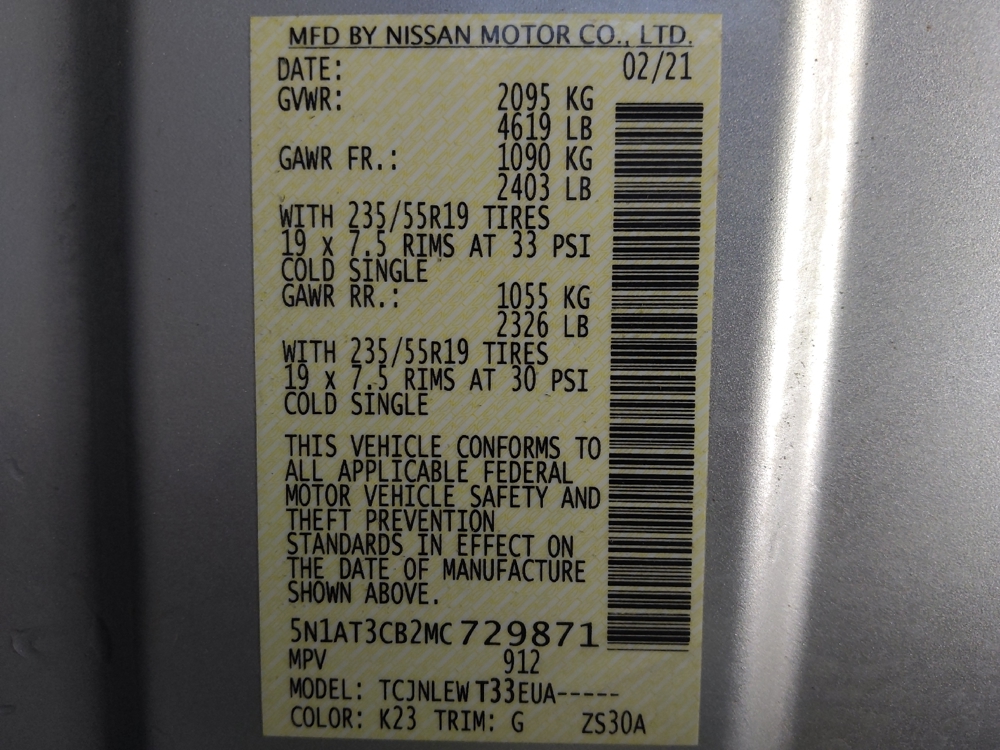 MFD BY NISSAN MOTOR CO., LTD.
DATE: 02/21
GVWR: 2095 KG
4619 LB
GAWR FR.: 1090 KG
2403 LB
WITH 235/55R19 TIRES
19 x 7.5 RIMS AT 33 PSI
COLD SINGLE
GAWR RR.: 1055 KG
2326 LB
WITH 235/55R19 TIRES
19 x 7.5 RIMS AT 30 PSI
COLD SINGLE
THIS VEHICLE CONFORMS TO
ALL APPLICABLE FEDERAL
MOTOR VEHICLE SAFETY AND
THEFT PREVENTION
STANDARDS IN EFFECT ON
THE DATE OF MANUFACTURE
SHOWN ABOVE.
5N1AT3CB2MC729871
MPV 912
MODEL: TCJNLEWT33EUA-----
COLOR: K23 TRIM: G ZS30A